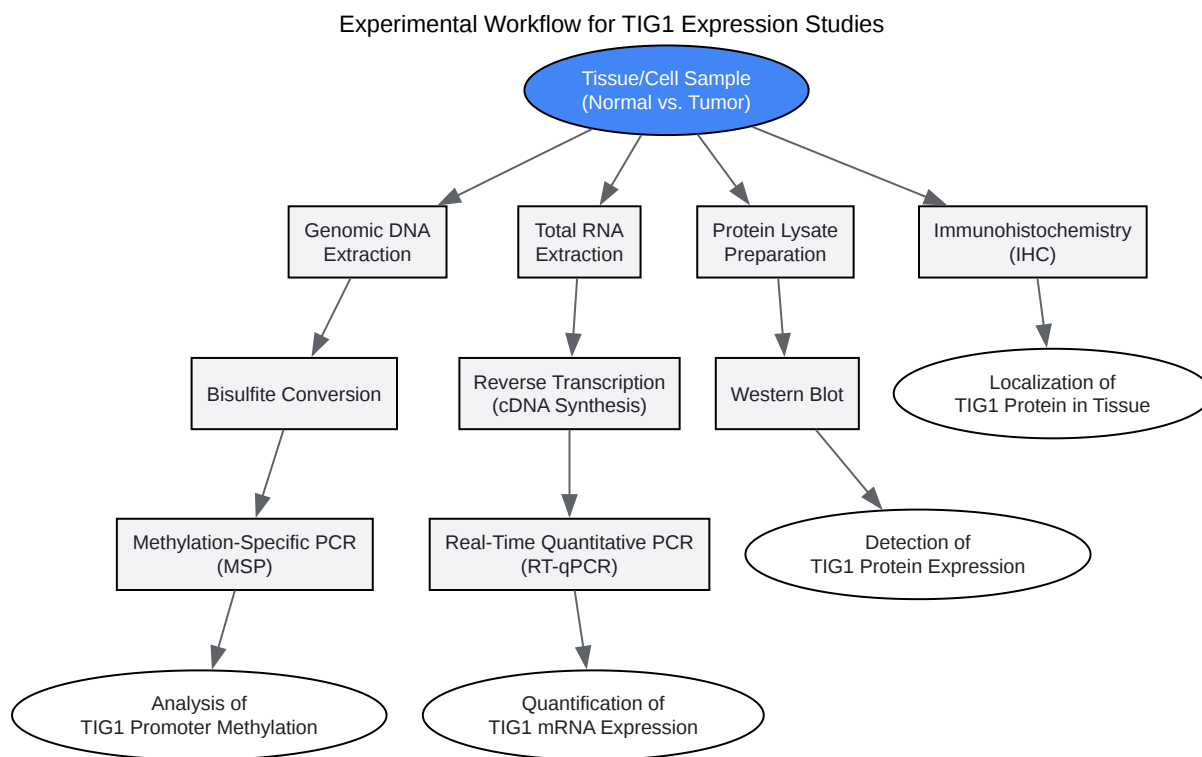 Experimental Workflow for TIG1 Expression Studies
Tissue/Cell Sample
(Normal vs. Tumor)
Genomic DNA
Extraction
Total RNA
Extraction
Protein Lysate
Preparation
Immunohistochemistry
(IHC)
Bisulfite Conversion
Reverse Transcription
(cDNA Synthesis)
Western Blot
Localization of
TIG1 Protein in Tissue
Methylation-Specific PCR
(MSP)
Real-Time Quantitative PCR
(RT-qPCR)
Detection of
TIG1 Protein Expression
Analysis of
TIG1 Promoter Methylation
Quantification of
TIG1 mRNA Expression